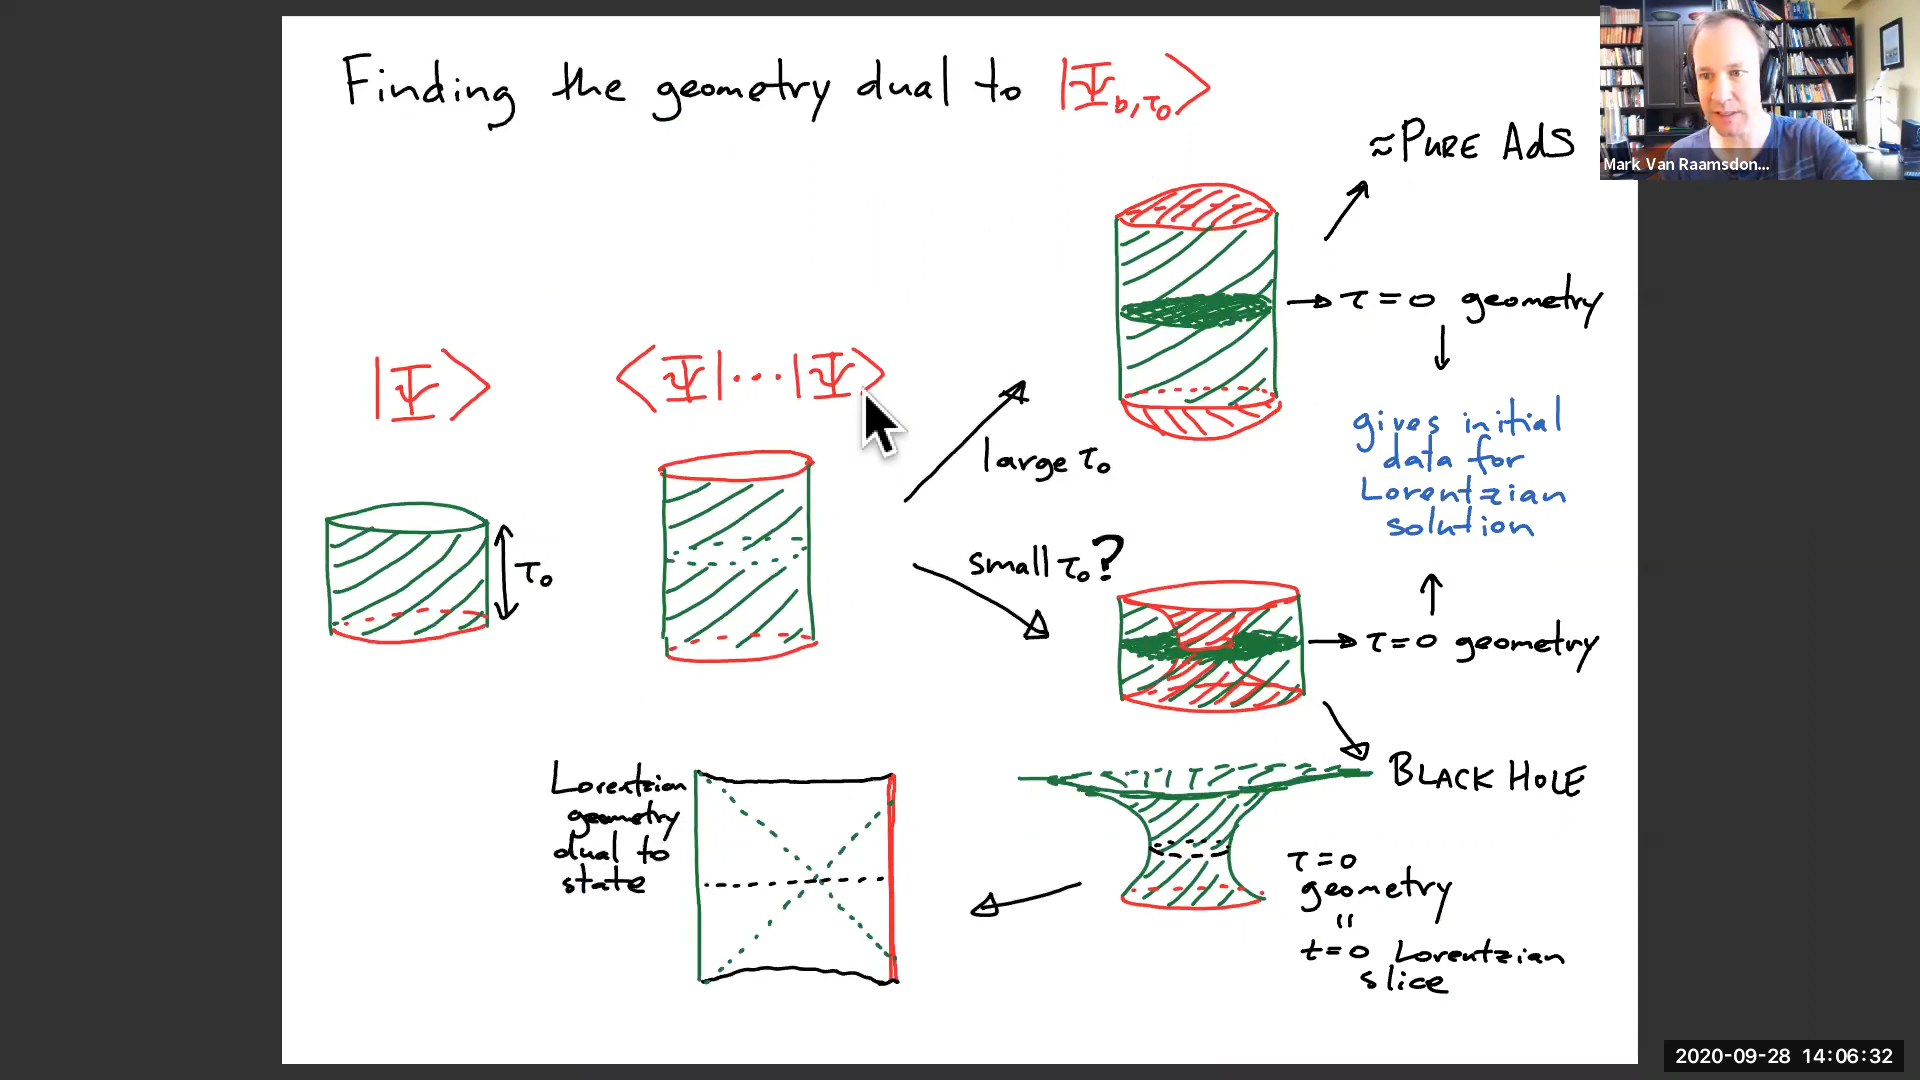 Finding the geometry dual to |Ψ_b,τ₀⟩
≈PURE AdS
Mark Van Raamsdon...
τ=0 geometry
|Ψ⟩
⟨Ψ|...|Ψ⟩
large τ₀
gives initial
data for
Lorentzian
solution
small τ₀?
τ₀
τ=0 geometry
BLACK HOLE
Lorentzian
geometry
dual to
state
τ=0
geometry
=
t=0 Lorentzian
slice
2020-09-28 14:06:32